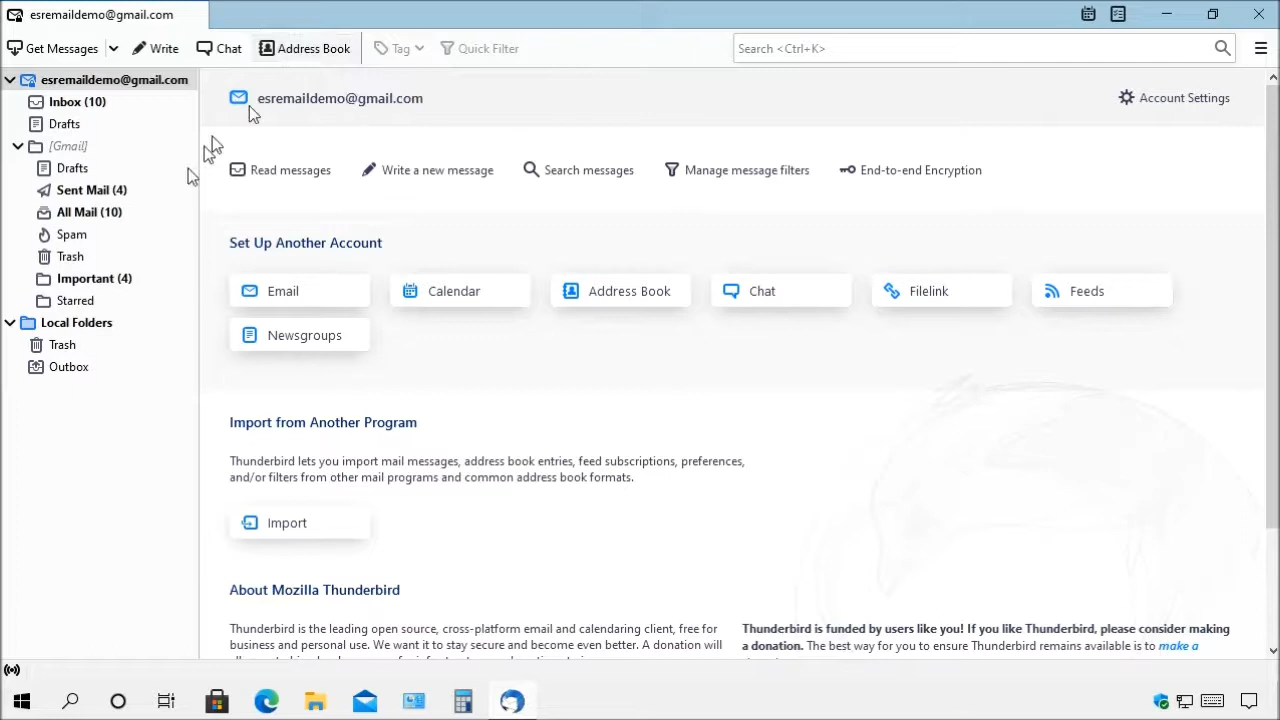 esremaildemo@gmail.com
Get Messages
Write
Chat
Address Book
Tag
Quick Filter
Search <Ctrl+K>
esremaildemo@gmail.com
Inbox (10)
Drafts
[Gmail]
Drafts
Sent Mail (4)
All Mail (10)
Spam
Trash
Important (4)
Starred
Local Folders
Trash
Outbox
esremaildemo@gmail.com
Account Settings
Read messages
Write a new message
Search messages
Manage message filters
End-to-end Encryption
Set Up Another Account
Email
Calendar
Address Book
Chat
Filelink
Feeds
Newsgroups
Import from Another Program
Thunderbird lets you import mail messages, address book entries, feed subscriptions, preferences,
and/or filters from other mail programs and common address book formats.
Import
About Mozilla Thunderbird
Thunderbird is the leading open source, cross-platform email and calendaring client, free for
business and personal use. We want it to stay secure and become even better. A donation will
Thunderbird is funded by users like you! If you like Thunderbird, please consider making
a donation. The best way for you to ensure Thunderbird remains available is to make a